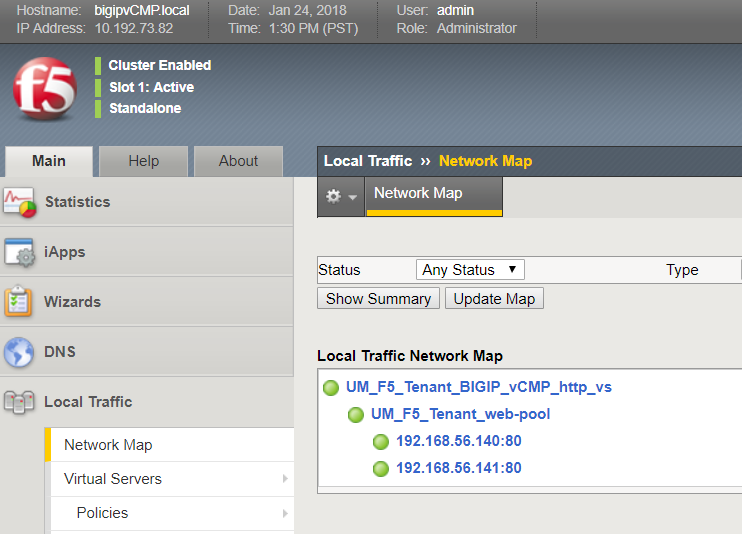 Hostname: bigipvCMP.local Date: Jan 24, 2018 User: admin
IP Address: 10.192.73.82 Time: 1:30 PM (PST) Role: Administrator
f5
Cluster Enabled
Slot 1: Active
Standalone
Main Help About
Local Traffic ›› Network Map
Network Map
Statistics
iApps
Wizards
DNS
Local Traffic
Network Map
Virtual Servers
Policies
Status Any Status Type
Show Summary Update Map
Local Traffic Network Map
UM_F5_Tenant_BIGIP_vCMP_http_vs
UM_F5_Tenant_web-pool
192.168.56.140:80
192.168.56.141:80